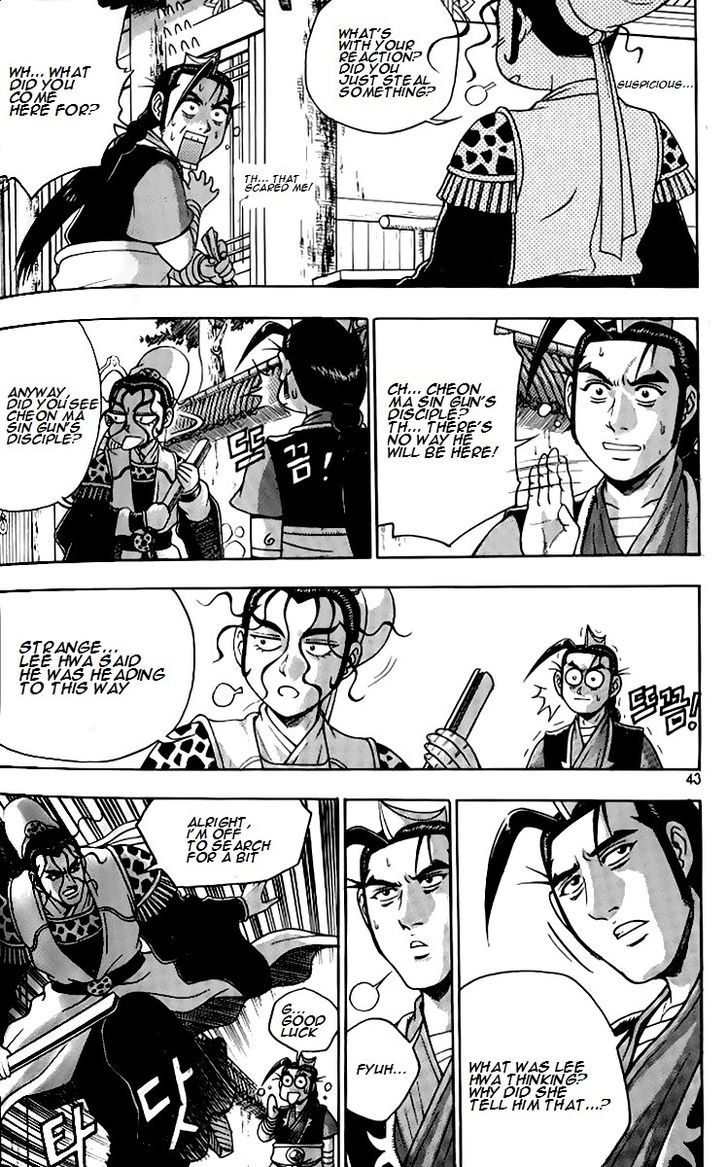 WH... WHAT
DID YOU
COME
HERE FOR?
WHAT'S
WITH YOUR
REACTION?
DID YOU
JUST STEAL
SOMETHING?
SUSPICIOUS...
TH... THAT
SCARED ME!
ANYWAY,
DID YOU SEE
CHEON MA
SIN GUN'S
DISCIPLE?
또
끔!
CH... CHEON
MA SIN GUN'S
DISCIPLE?
TH... THERE'S
NO WAY HE
WILL BE HERE!
STRANGE...
LEE HWA SAID
HE WAS HEADING
TO THIS WAY
또끔!
43
ALRIGHT,
I'M OFF
TO SEARCH
FOR A BIT
G...
GOOD
LUCK
타닷
FYUH...
WHAT WAS LEE
HWA THINKING?
WHY DID SHE
TELL HIM THAT...?